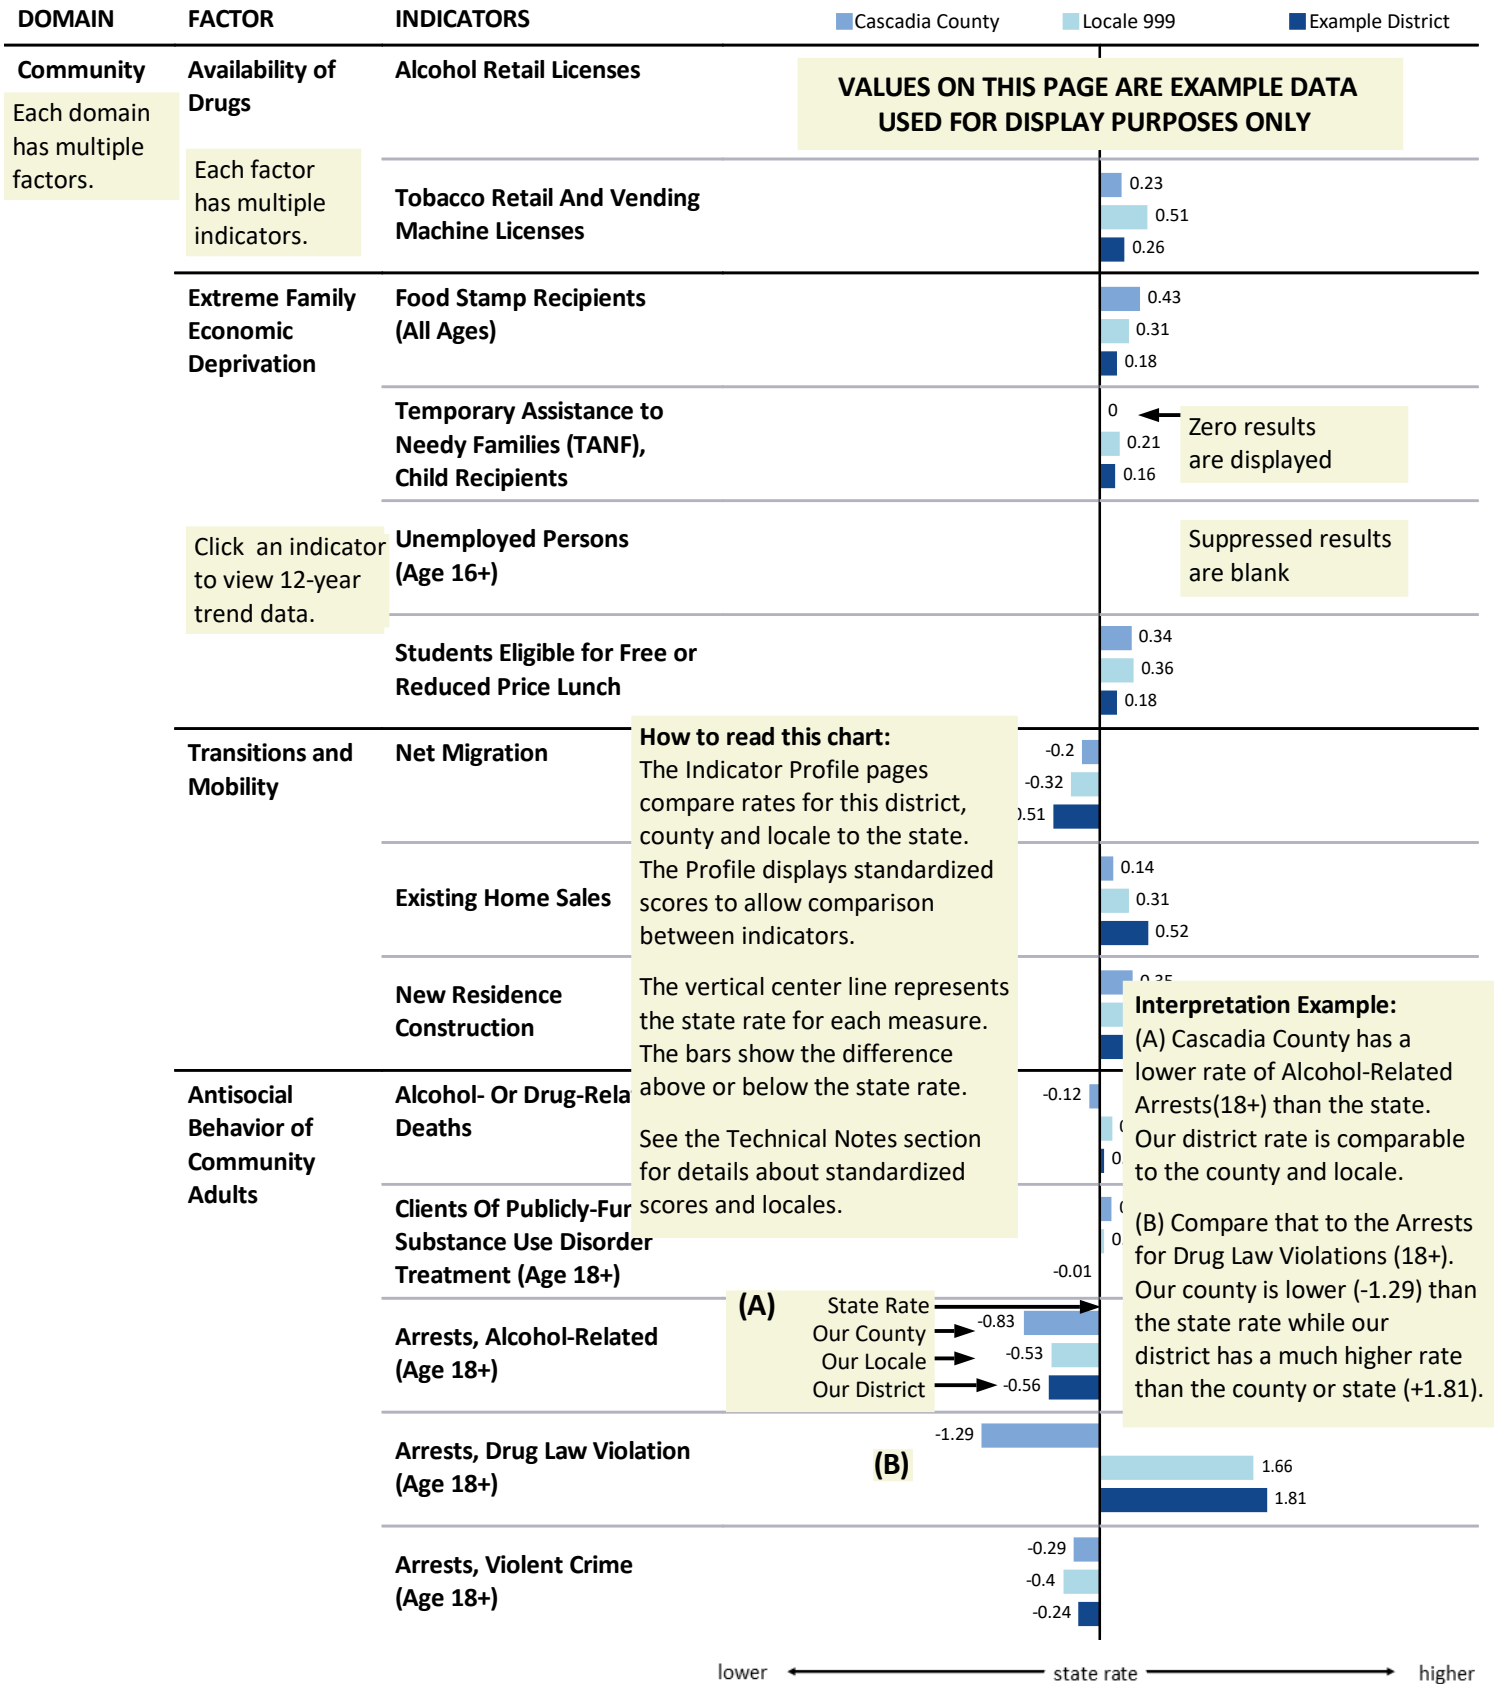 DOMAIN FACTOR INDICATORS Cascadia County Locale 999 Example District
Community
Each domain
has multiple
factors.
Availability of
Drugs
Each factor
has multiple
indicators.
Alcohol Retail Licenses
VALUES ON THIS PAGE ARE EXAMPLE DATA
USED FOR DISPLAY PURPOSES ONLY
Tobacco Retail And Vending
Machine Licenses
0.23
0.51
0.26
Extreme Family
Economic
Deprivation
Food Stamp Recipients
(All Ages)
0.43
0.31
0.18
Temporary Assistance to
Needy Families (TANF),
Child Recipients
0
0.21
0.16
Zero results
are displayed
Click an indicator
to view 12-year
trend data.
Unemployed Persons
(Age 16+)
Suppressed results
are blank
Students Eligible for Free or
Reduced Price Lunch
0.34
0.36
0.18
Transitions and
Mobility
Net Migration
-0.2
-0.32
.51
How to read this chart:
The Indicator Profile pages
compare rates for this district,
county and locale to the state.
The Profile displays standardized
scores to allow comparison
between indicators.
The vertical center line represents
the state rate for each measure.
The bars show the difference
above or below the state rate.
See the Technical Notes section
for details about standardized
scores and locales.
Existing Home Sales
0.14
0.31
0.52
New Residence
Construction
Interpretation Example:
(A) Cascadia County has a
lower rate of Alcohol-Related
Arrests(18+) than the state.
Our district rate is comparable
to the county and locale.
(B) Compare that to the Arrests
for Drug Law Violations (18+).
Our county is lower (-1.29) than
the state rate while our
district has a much higher rate
than the county or state (+1.81).
Antisocial
Behavior of
Community
Adults
Alcohol- Or Drug-Rela
Deaths
-0.12
0.
Clients Of Publicly-Fur
Substance Use Disorder
Treatment (Age 18+)
0.
-0.01
Arrests, Alcohol-Related
(Age 18+)
(A)
State Rate
Our County
Our Locale
Our District
-0.83
-0.53
-0.56
Arrests, Drug Law Violation
(Age 18+)
(B)
-1.29
1.66
1.81
Arrests, Violent Crime
(Age 18+)
-0.29
-0.4
-0.24
lower state rate higher